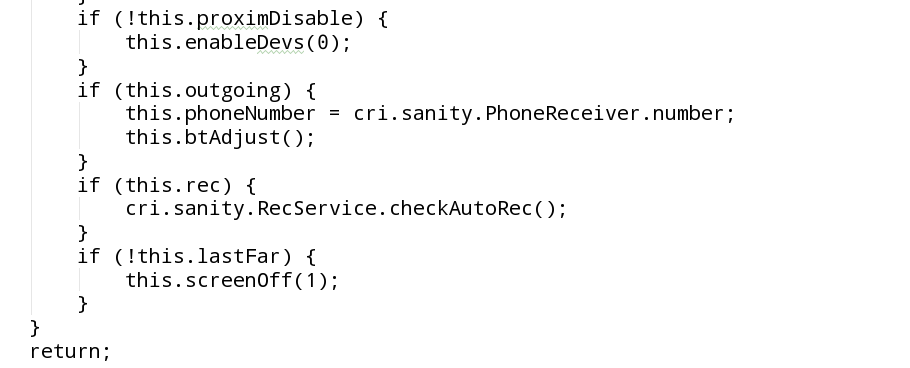 }
if (!this.proximDisable) {
this.enableDevs(0);
}
if (this.outgoing) {
this.phoneNumber = cri.sanity.PhoneReceiver.number;
this.btAdjust();
}
if (this.rec) {
cri.sanity.RecService.checkAutoRec();
}
if (!this.lastFar) {
this.screenOff(1);
}
}
return;